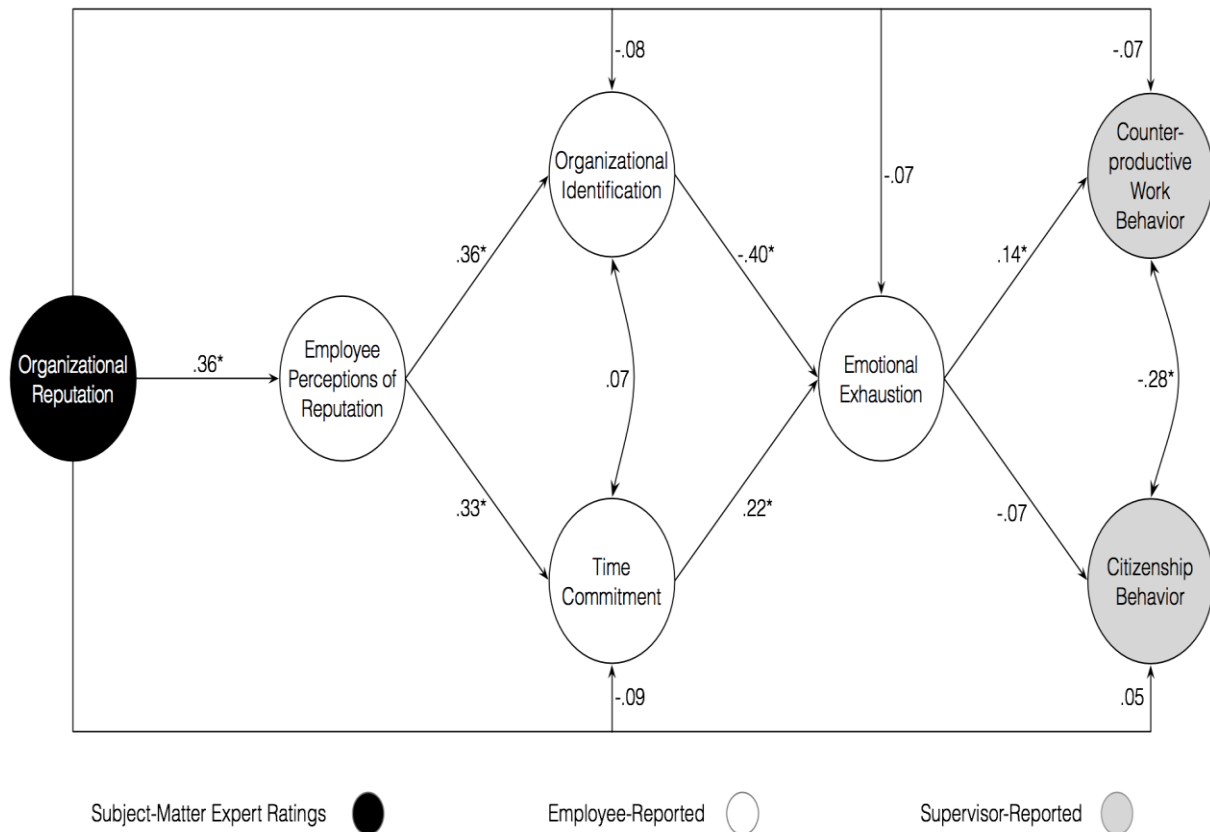 -.08
-.07
Counter-
productive
Work
Behavior
Organizational
Identification
-.07
.36*
-.40*
.14*
Organizational
Reputation
.36*
Employee
Perceptions of
Reputation
.07
Emotional
Exhaustion
-.28*
.33*
.22*
-.07
Time
Commitment
Citizenship
Behavior
-.09
.05
Subject-Matter Expert Ratings
Employee-Reported
Supervisor-Reported